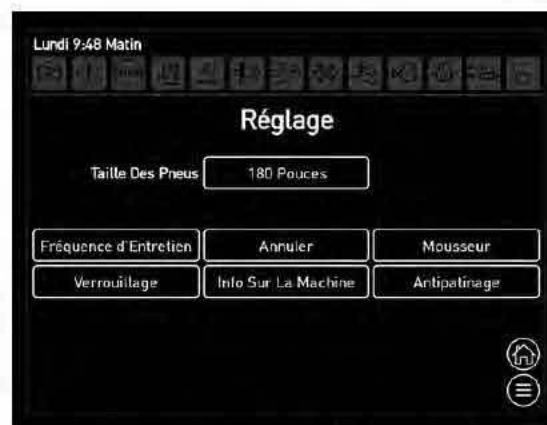 Lundi 9:48 Matin
Réglage
Taille Des Pneus 180 Pouces
Fréquence d'Entretien Annuler Mousseur
Verrouillage Info Sur La Machine Antipatinage